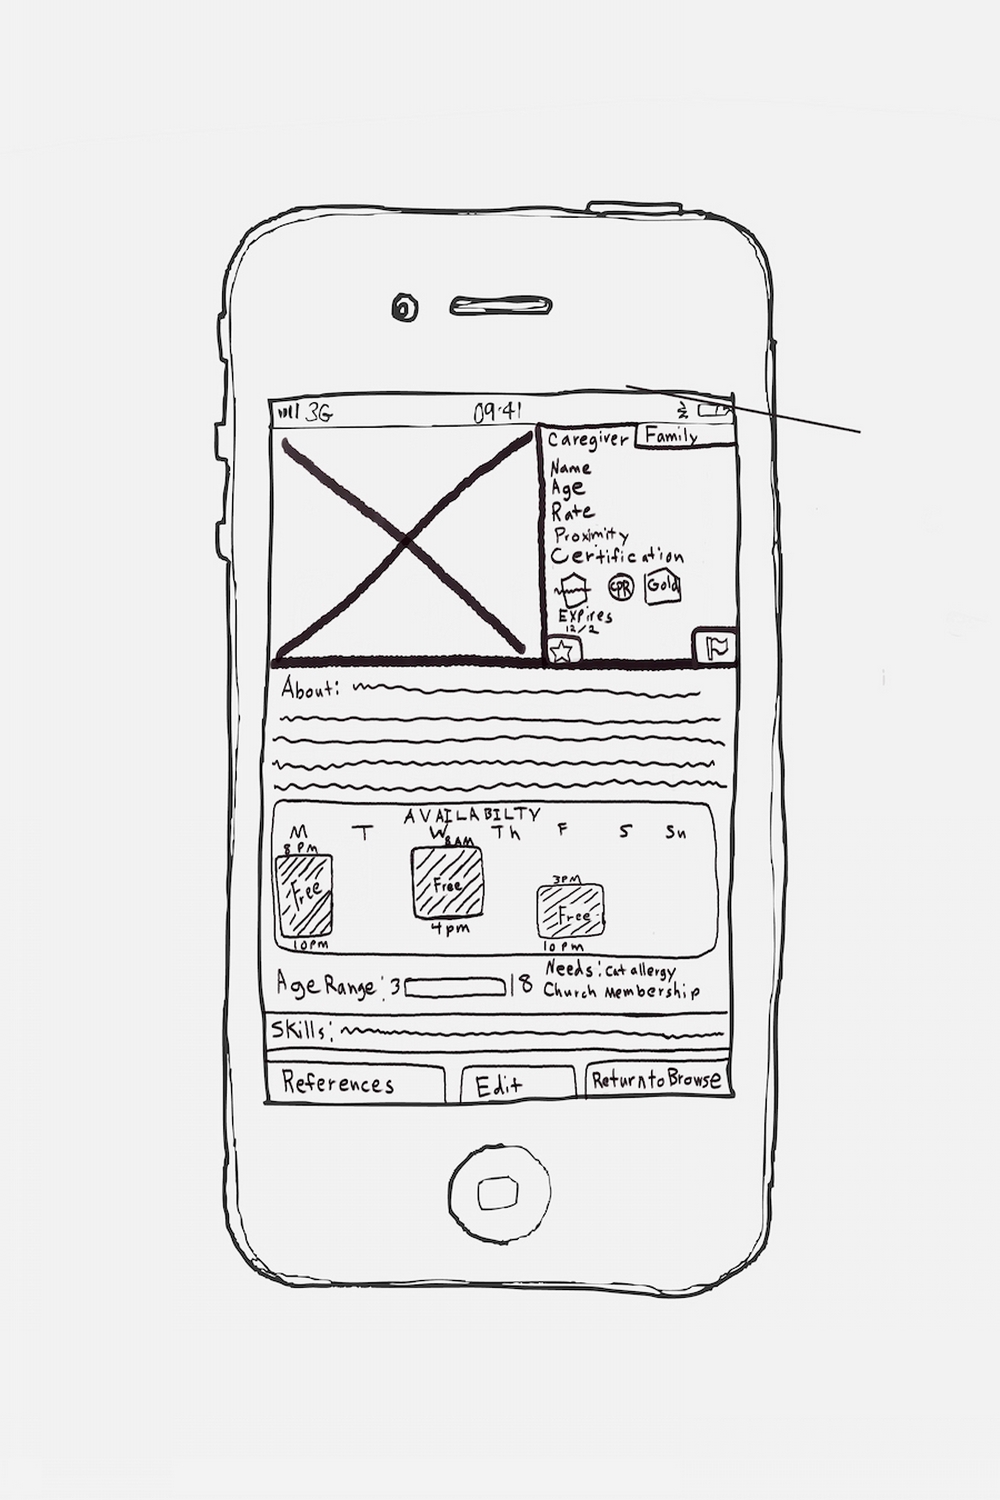 3G 09:41
Caregiver Family
Name
Age
Rate
Proximity
Certification
CPR Gold
Expires
12/2
About:
AVAILABILTY
M T W Th F S Su
8 PM 8AM
Free Free
3PM
Free
4pm
10pm 10pm
Needs: cat allergy
Age Range: 3 18 Church Membership
Skills:
References Edit Return to Browse